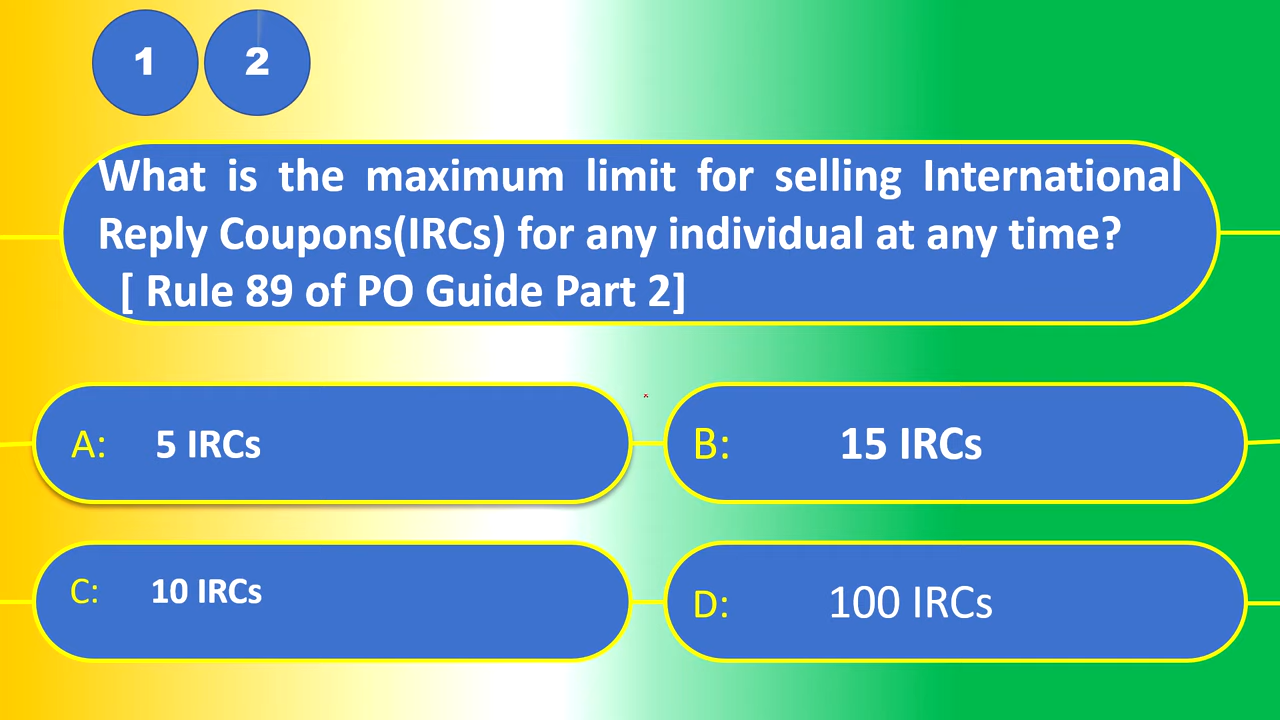 1 2
What is the maximum limit for selling International
Reply Coupons(IRCs) for any individual at any time?
[ Rule 89 of PO Guide Part 2]
A: 5 IRCs
B: 15 IRCs
C: 10 IRCs
D: 100 IRCs